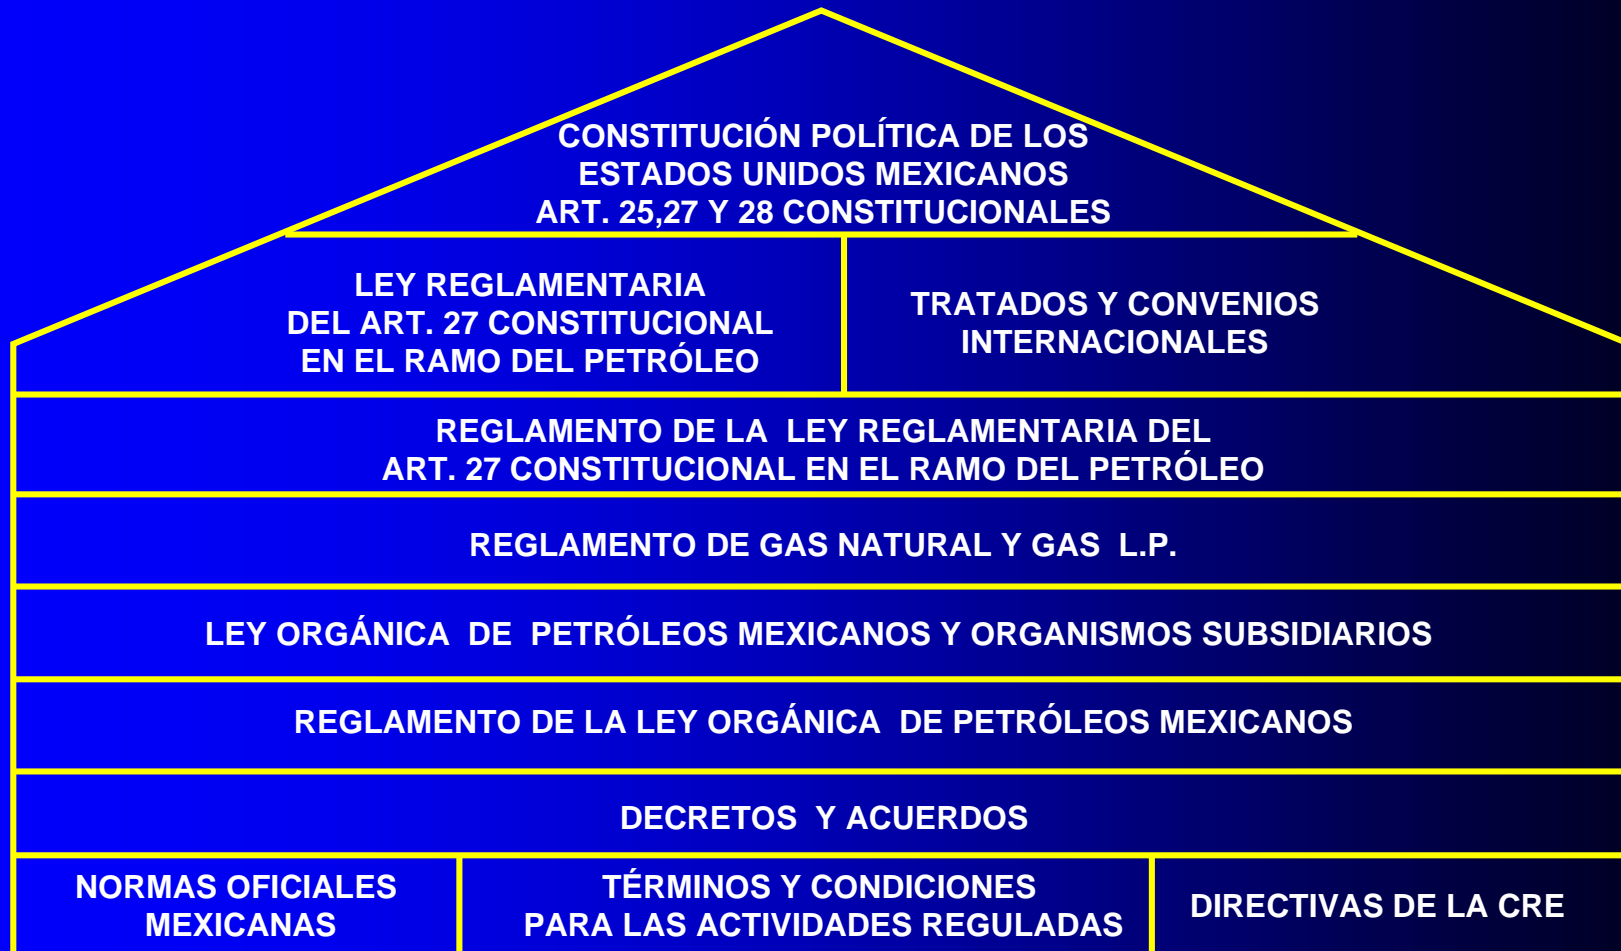 CONSTITUCIÓN POLÍTICA DE LOS
ESTADOS UNIDOS MEXICANOS
ART. 25,27 Y 28 CONSTITUCIONALES
LEY REGLAMENTARIA
DEL ART. 27 CONSTITUCIONAL
EN EL RAMO DEL PETRÓLEO
TRATADOS Y CONVENIOS
INTERNACIONALES
REGLAMENTO DE LA  LEY REGLAMENTARIA DEL
ART. 27 CONSTITUCIONAL EN EL RAMO DEL PETRÓLEO
REGLAMENTO DE GAS NATURAL Y GAS  L.P.
LEY ORGÁNICA  DE  PETRÓLEOS MEXICANOS Y ORGANISMOS SUBSIDIARIOS
REGLAMENTO DE LA LEY ORGÁNICA  DE PETRÓLEOS MEXICANOS
DECRETOS  Y ACUERDOS
NORMAS OFICIALES
MEXICANAS
TÉRMINOS Y CONDICIONES
PARA LAS ACTIVIDADES REGULADAS
DIRECTIVAS DE LA CRE